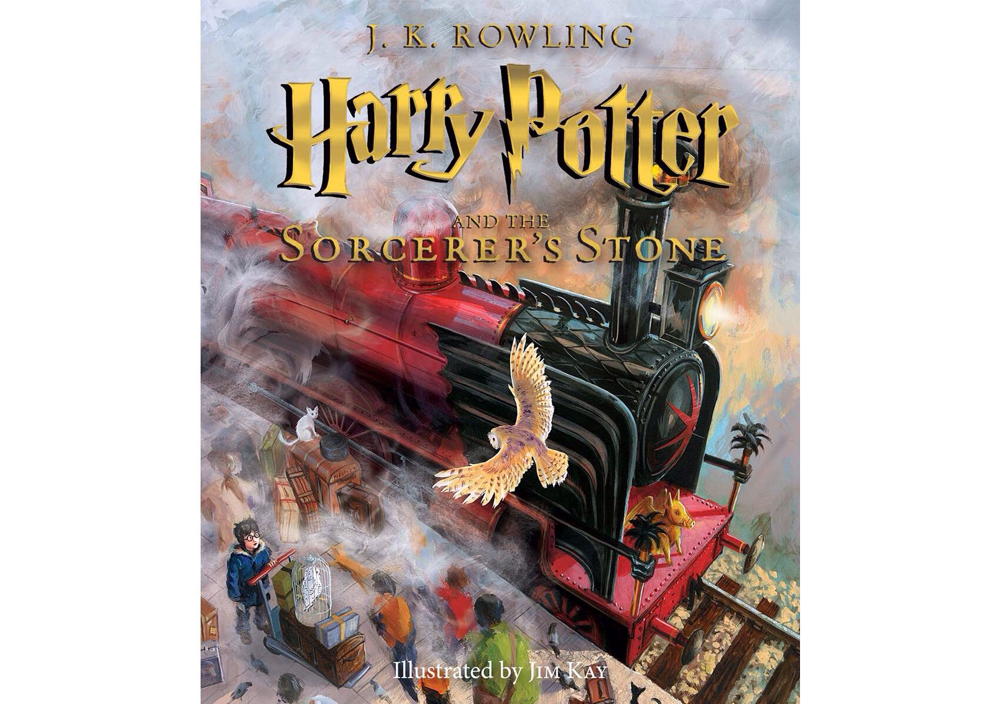 J. K. ROWLING
Harry Potter
AND THE
SORCERER'S STONE
Illustrated by JIM KAY